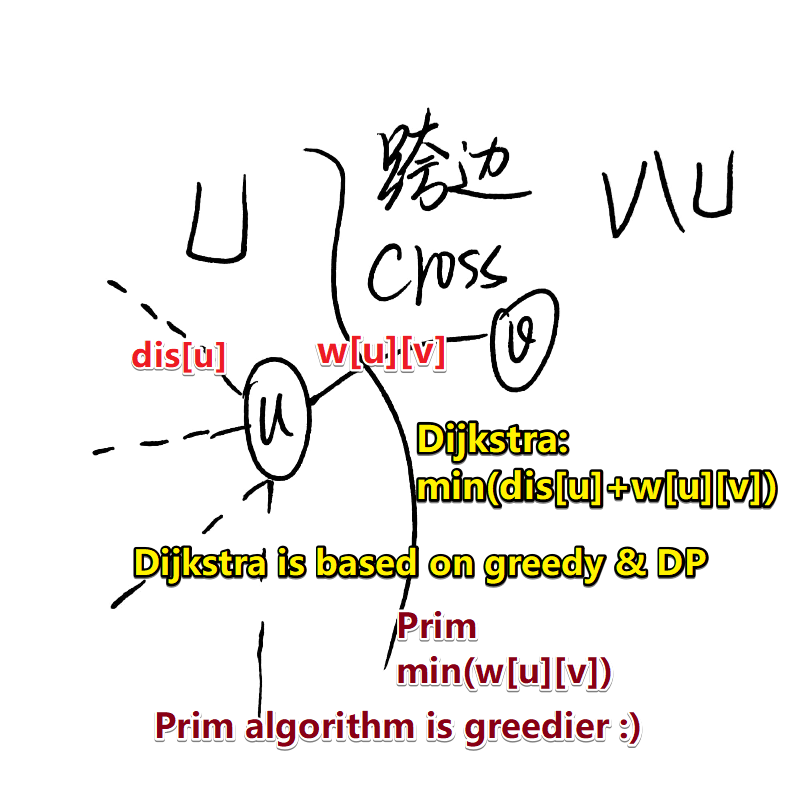 U
跨边
V\U
cross
dis[u]
w[u][v]
v
u
Dijkstra:
min(dis[u]+w[u][v])
Dijkstra is based on greedy & DP
Prim
min(w[u][v])
Prim algorithm is greedier :)